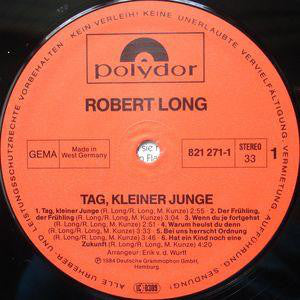 KEIN VERLEIH! KEINE UNERLAUBTE VERVIELFÄLTIGUNG, VERMIETUNG, AUFFÜHRUNG, SENDUNG!
ALLE URHEBER- UND LEISTUNGSSCHUTZRECHTE VORBEHALTEN
polydor
ROBERT LONG
GEMA
Made in
West Germany
821 271-1
STEREO
33
1
TAG, KLEINER JUNGE
1. Tag, kleiner Junge
(R. Long/R. Long, M. Kunze) 2:55 · 2. Der Frühling,
der Frühling (R. Long/R. Long, M. Kunze) 3:04 · 3. Wenn du je fortgehst
(R. Long/R. Long, M. Kunze) · 4. Warum heulst du denn
(R. Long/R. Long, M. Kunze) 3:53 · 5. Bei uns herrscht Ordnung
(R. Long/R. Long, M. Kunze) 3:46 · 6. Hat ein Kind noch eine
Zukunft (R. Long/R. Long, M. Kunze) 4:20
Arrangeur: Erik v. d. Wurff
℗ 1984 Deutsche Grammophon GmbH,
Hamburg